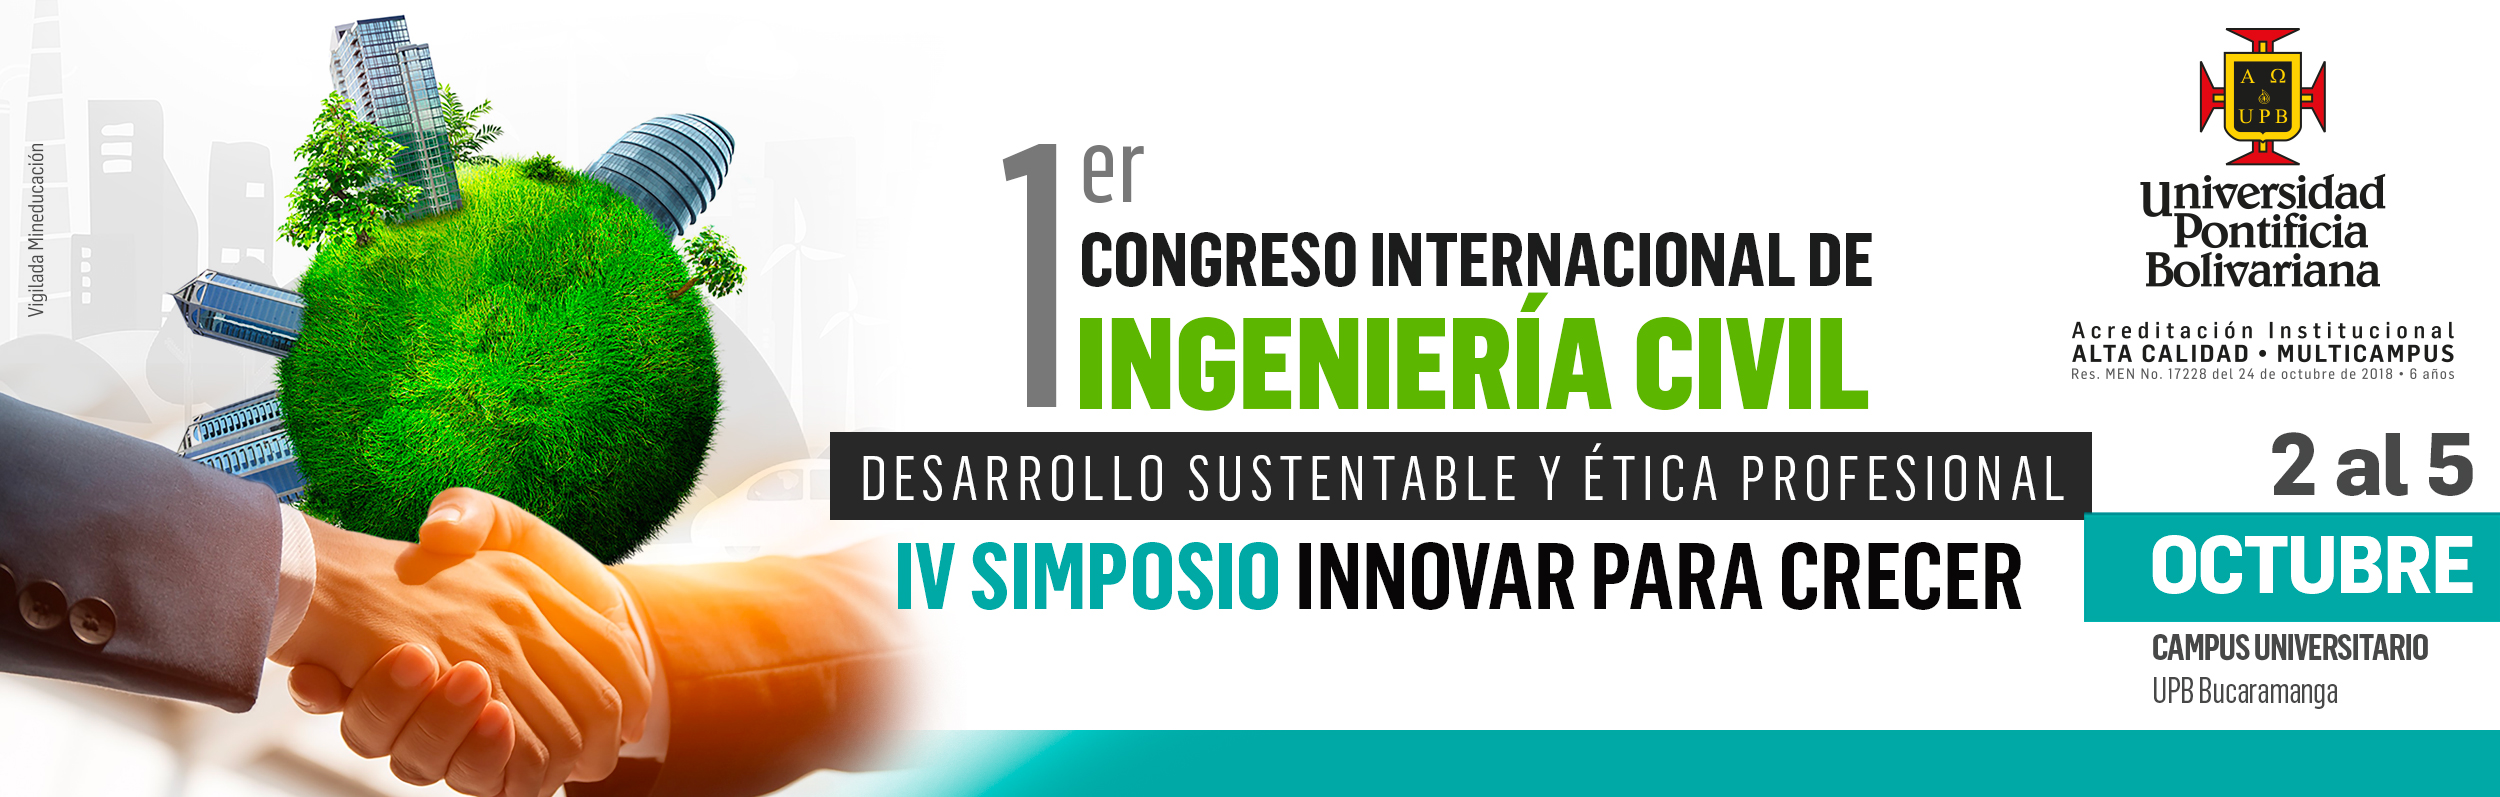 Vigilada Mineducación
1er
CONGRESO INTERNACIONAL DE
INGENIERÍA CIVIL
DESARROLLO SUSTENTABLE Y ÉTICA PROFESIONAL
IV SIMPOSIO INNOVAR PARA CRECER
Α Ω
UPB
Universidad
Pontificia
Bolivariana
Acreditación Institucional
ALTA CALIDAD • MULTICAMPUS
Res. MEN No. 17228 del 24 de octubre de 2018 • 6 años
2 al 5
OCTUBRE
CAMPUS UNIVERSITARIO
UPB Bucaramanga